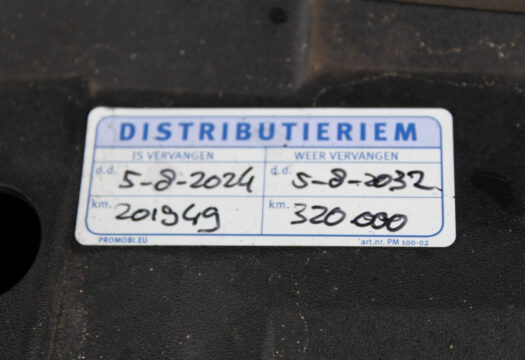 DISTRIBUTIERIEM
IS VERVANGEN WEER VERVANGEN
d.d. 5-8-2024 d.d. 5-8-2032
km. 201949 km. 320.000
PROMOBI.EU art.nr. PM 100-02